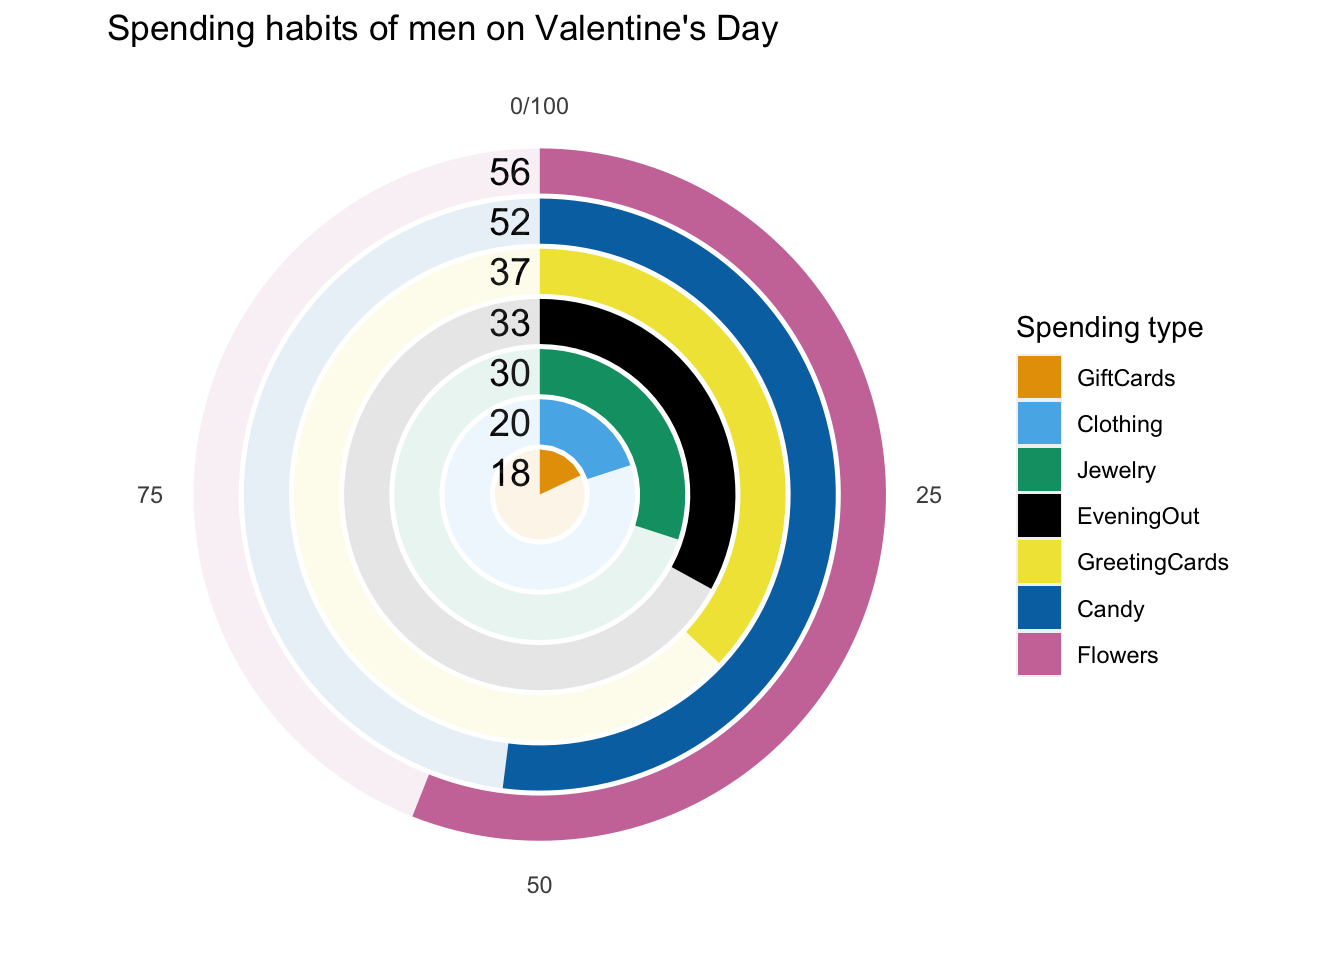 Spending habits of men on Valentine's Day
0/100
56
52
37
33
30
20
18
75
25
50
Spending type
GiftCards
Clothing
Jewelry
EveningOut
GreetingCards
Candy
Flowers